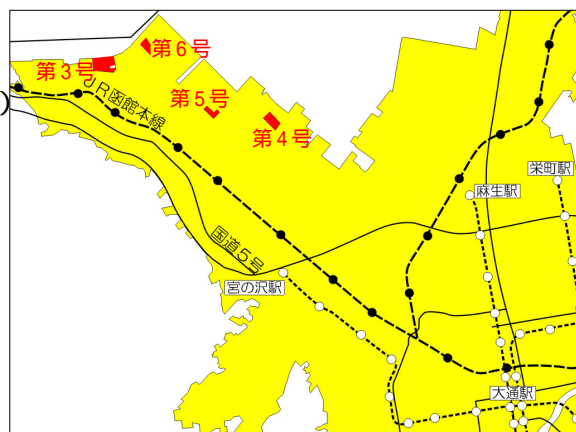 第6号
第3号
JR函館本線
第5号
)
第4号
栄町駅
麻生駅
国道5号
宮の沢駅
大通駅